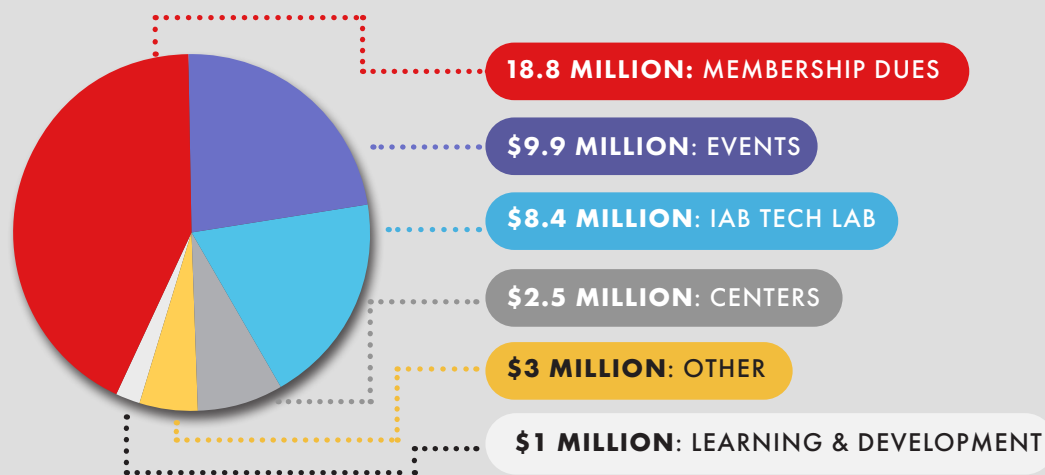 18.8 MILLION: MEMBERSHIP DUES
$9.9 MILLION: EVENTS
$8.4 MILLION: IAB TECH LAB
$2.5 MILLION: CENTERS
$3 MILLION: OTHER
$1 MILLION: LEARNING & DEVELOPMENT